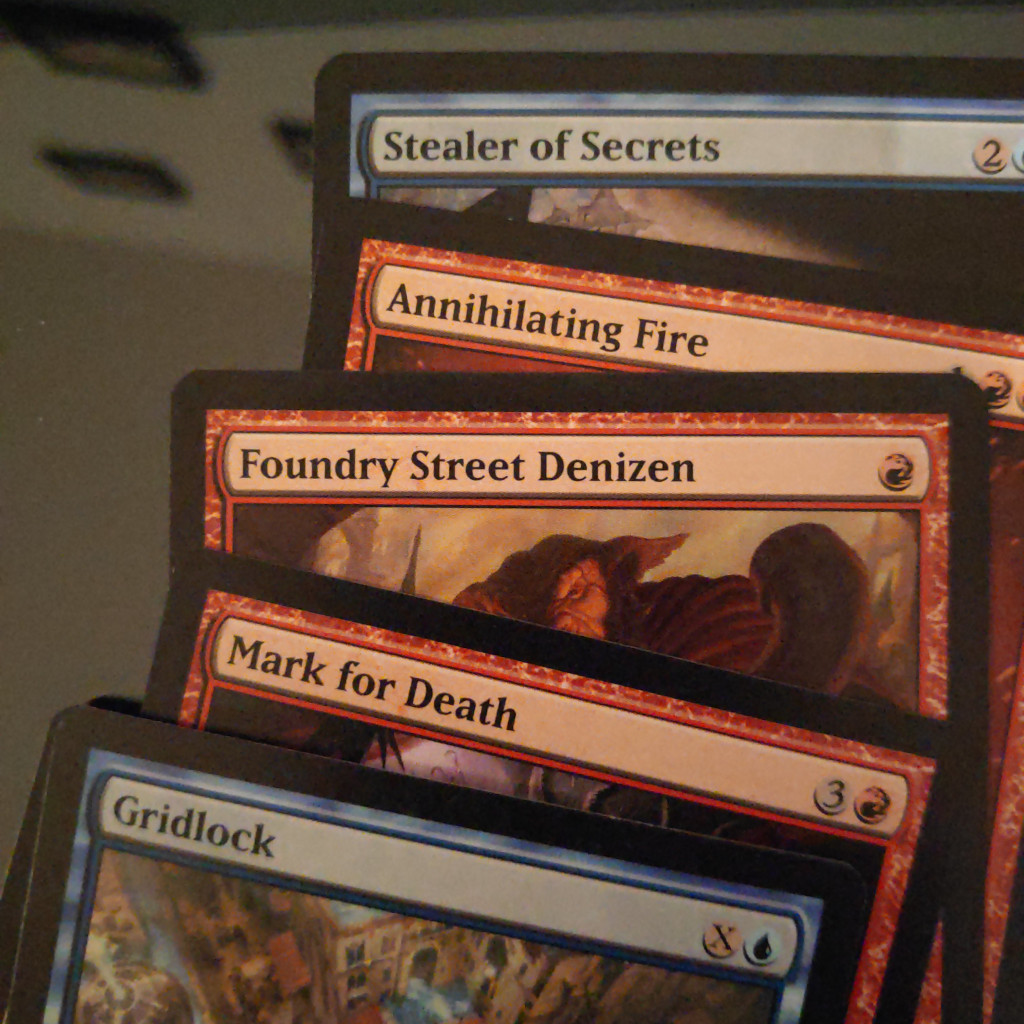 Stealer of Secrets 2
Annihilating Fire
Foundry Street Denizen
Mark for Death
3
Gridlock
X